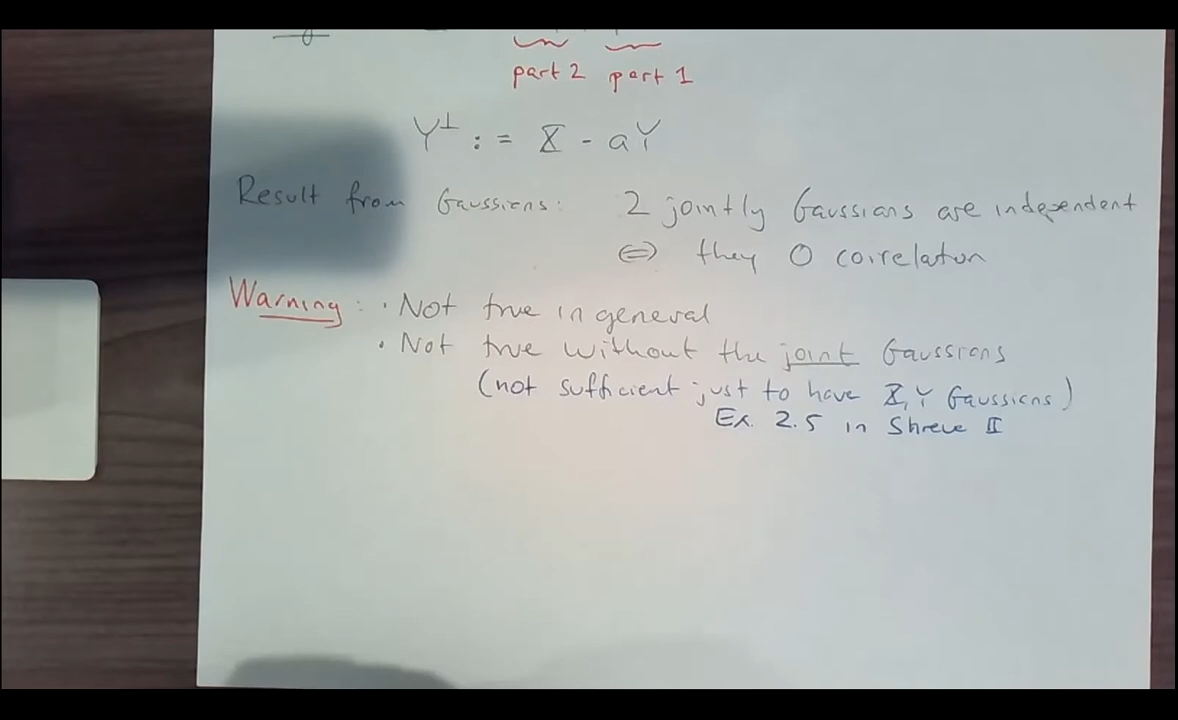 part 2 part 1
Y⊥ := X - aY
Result from Gaussians: 2 jointly Gaussians are independent
⇔ they 0 correlation
Warning: · Not true in general
· Not true without the joint Gaussians
(not sufficient just to have X, Y Gaussians)
Ex. 2.5 in Shreve II